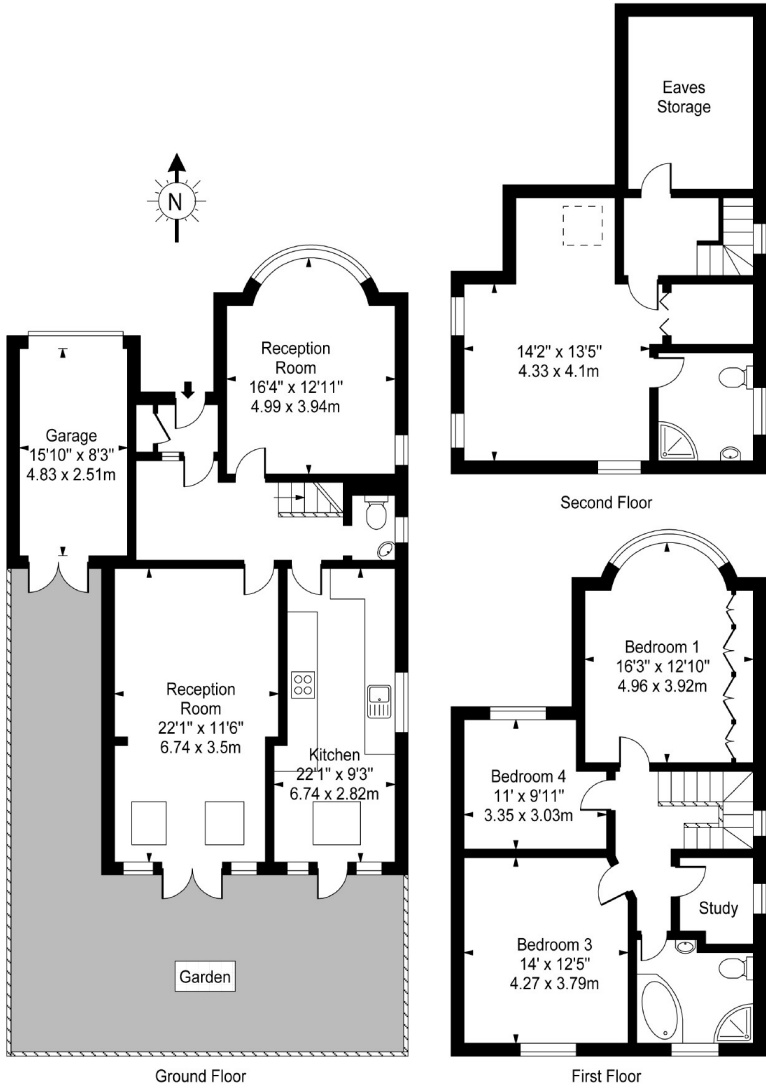 N
Reception
Room
16'4" x 12'11"
4.99 x 3.94m
Garage
15'10" x 8'3"
4.83 x 2.51m
Reception
Room
22'1" x 11'6"
6.74 x 3.5m
Kitchen
22'1" x 9'3"
6.74 x 2.82m
Garden
Ground Floor
Eaves
Storage
14'2" x 13'5"
4.33 x 4.1m
Second Floor
Bedroom 1
16'3" x 12'10"
4.96 x 3.92m
Bedroom 4
11' x 9'11"
3.35 x 3.03m
Study
Bedroom 3
14' x 12'5"
4.27 x 3.79m
First Floor